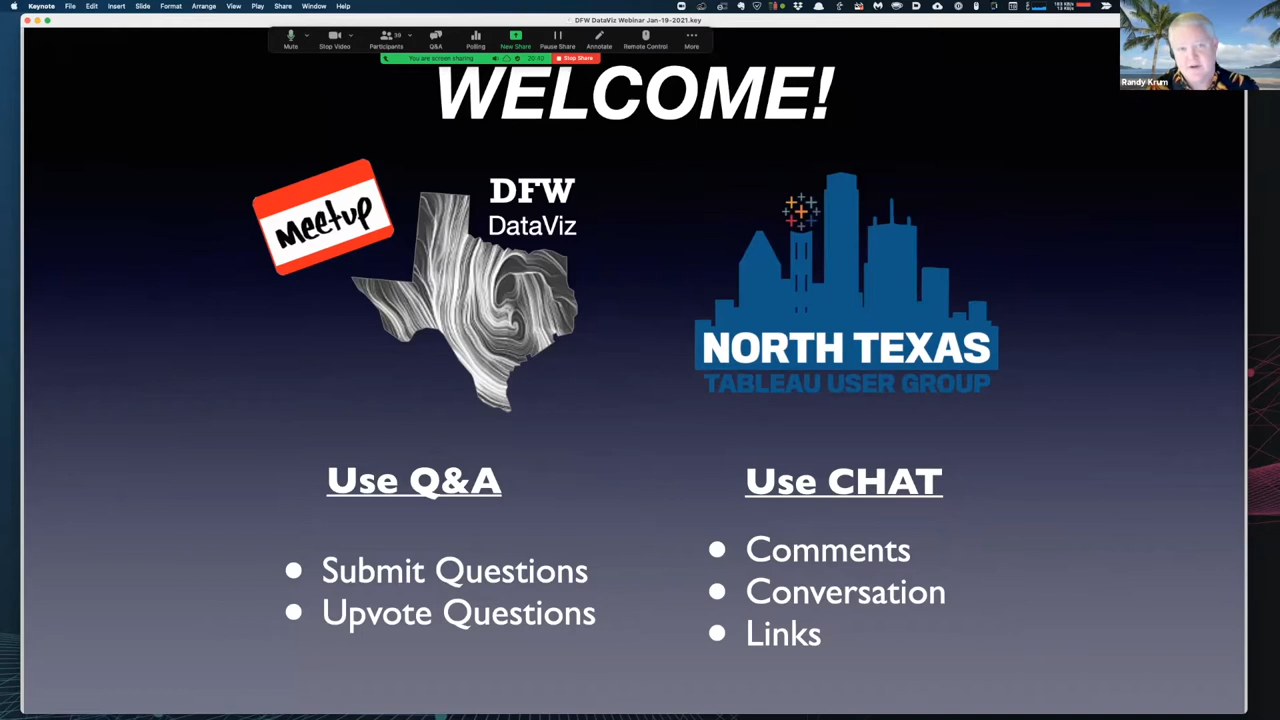 Keynote File Edit Insert Slide Format Arrange View Play Share Window Help
DFW DataViz Webinar Jan-19-2021.key
Mute Stop Video Participants 39 Q&A Polling New Share Pause Share Annotate Remote Control More
You are screen sharing Stop Share
Randy Krum
WELCOME!
meetup
DFW
DataViz
NORTH TEXAS
TABLEAU USER GROUP
Use Q&A
Submit Questions
Upvote Questions
Use CHAT
Comments
Conversation
Links